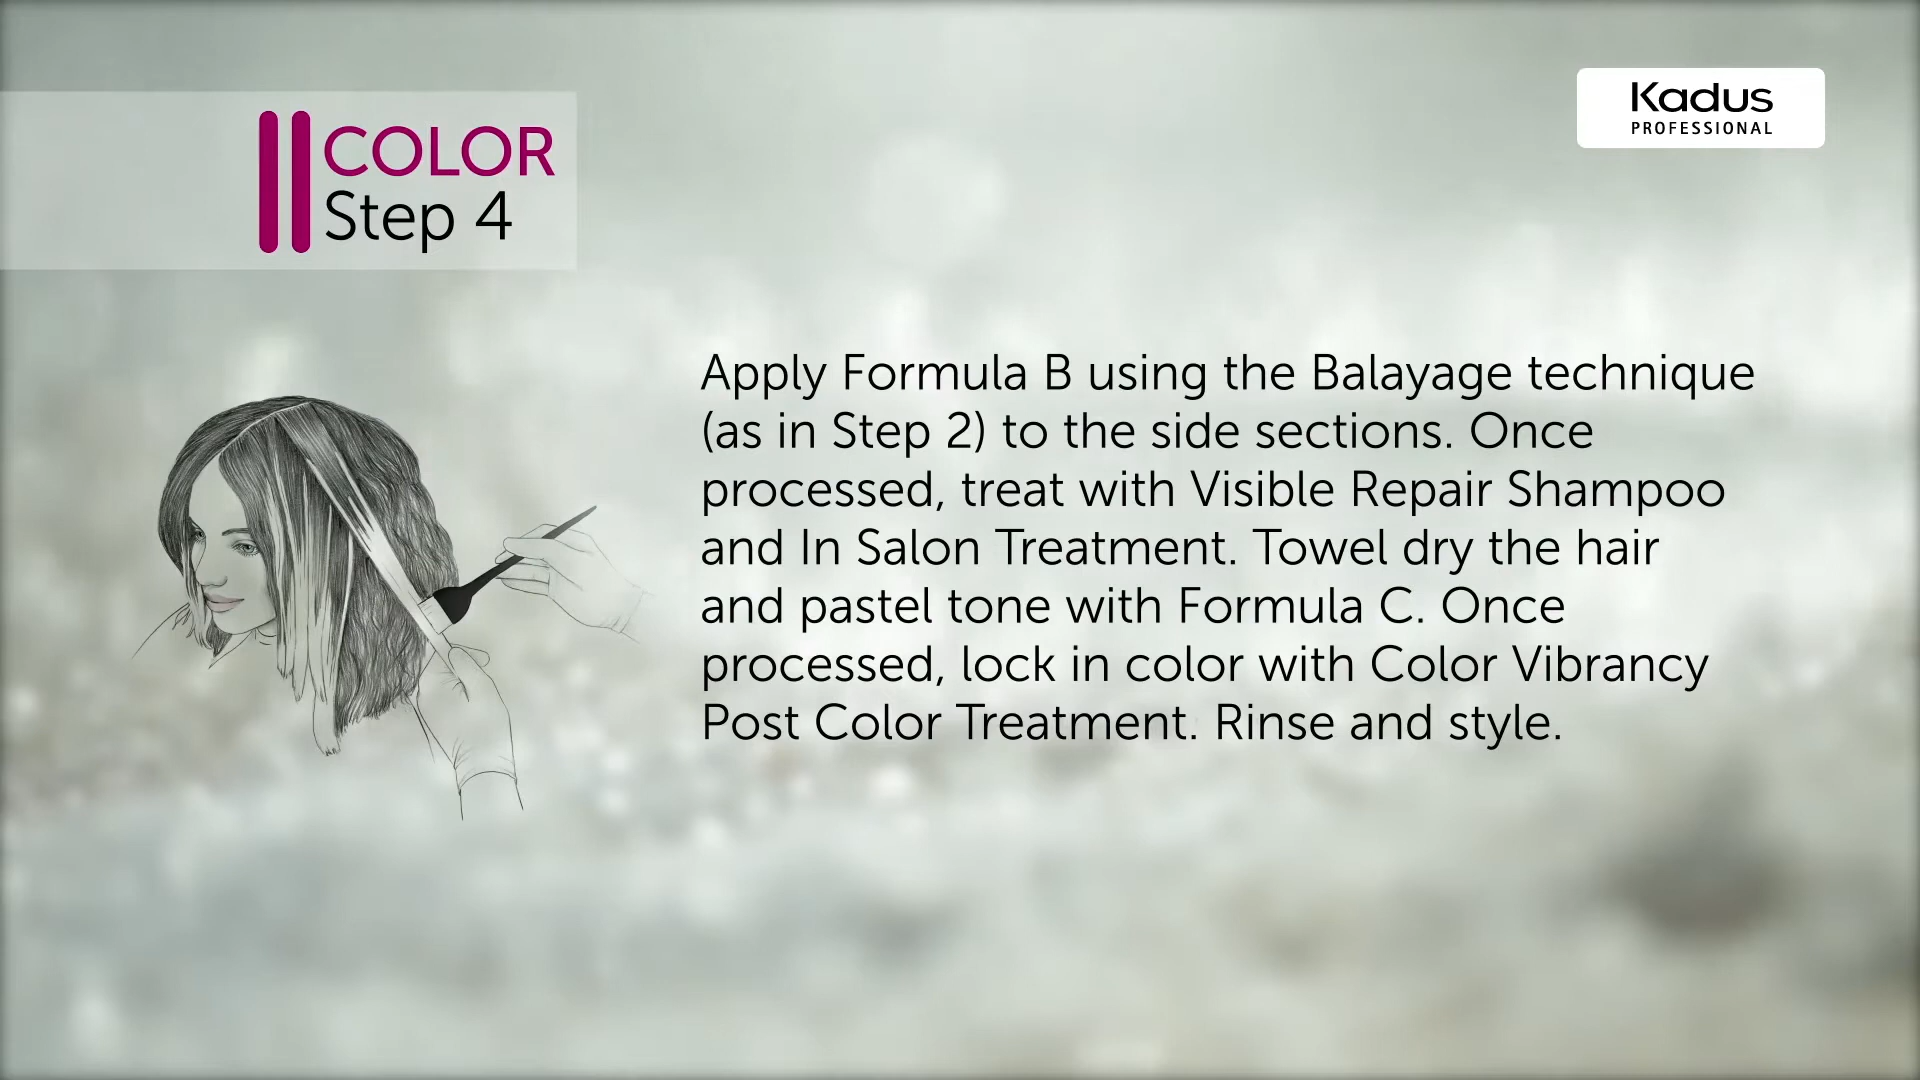 COLOR
Step 4
Kadus
PROFESSIONAL
Apply Formula B using the Balayage technique
(as in Step 2) to the side sections. Once
processed, treat with Visible Repair Shampoo
and In Salon Treatment. Towel dry the hair
and pastel tone with Formula C. Once
processed, lock in color with Color Vibrancy
Post Color Treatment. Rinse and style.